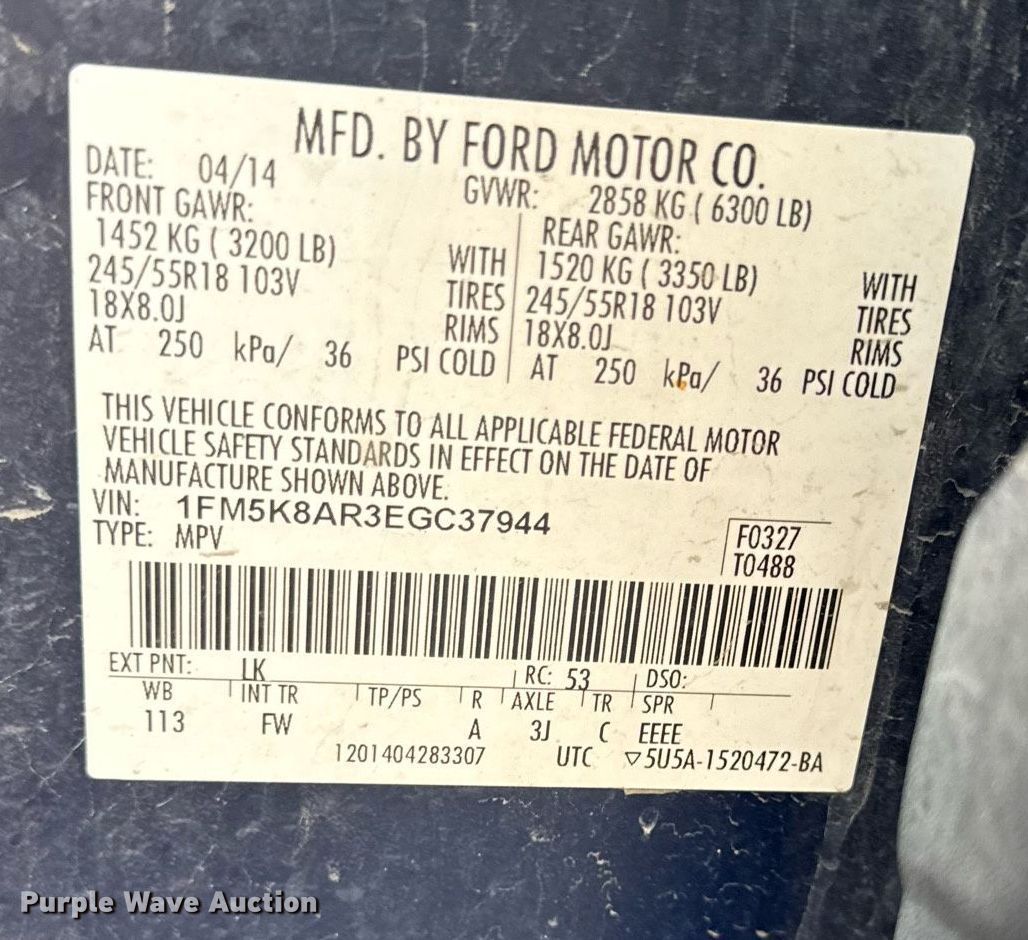 MFD. BY FORD MOTOR CO.
DATE: 04/14
GVWR: 2858 KG ( 6300 LB)
FRONT GAWR:
1452 KG ( 3200 LB) WITH
245/55R18 103V TIRES
18X8.0J RIMS
AT 250 kPa/ 36 PSI COLD
REAR GAWR:
1520 KG ( 3350 LB) WITH
245/55R18 103V TIRES
18X8.0J RIMS
AT 250 kPa/ 36 PSI COLD
THIS VEHICLE CONFORMS TO ALL APPLICABLE FEDERAL MOTOR
VEHICLE SAFETY STANDARDS IN EFFECT ON THE DATE OF
MANUFACTURE SHOWN ABOVE.
VIN: 1FM5K8AR3EGC37944
TYPE: MPV
F0327
T0488
EXT PNT: LK RC: 53 DSO:
WB INT TR TP/PS R AXLE TR SPR
113 FW A 3J C EEEE
1201404283307 UTC ▽5U5A-1520472-BA
Purple Wave Auction